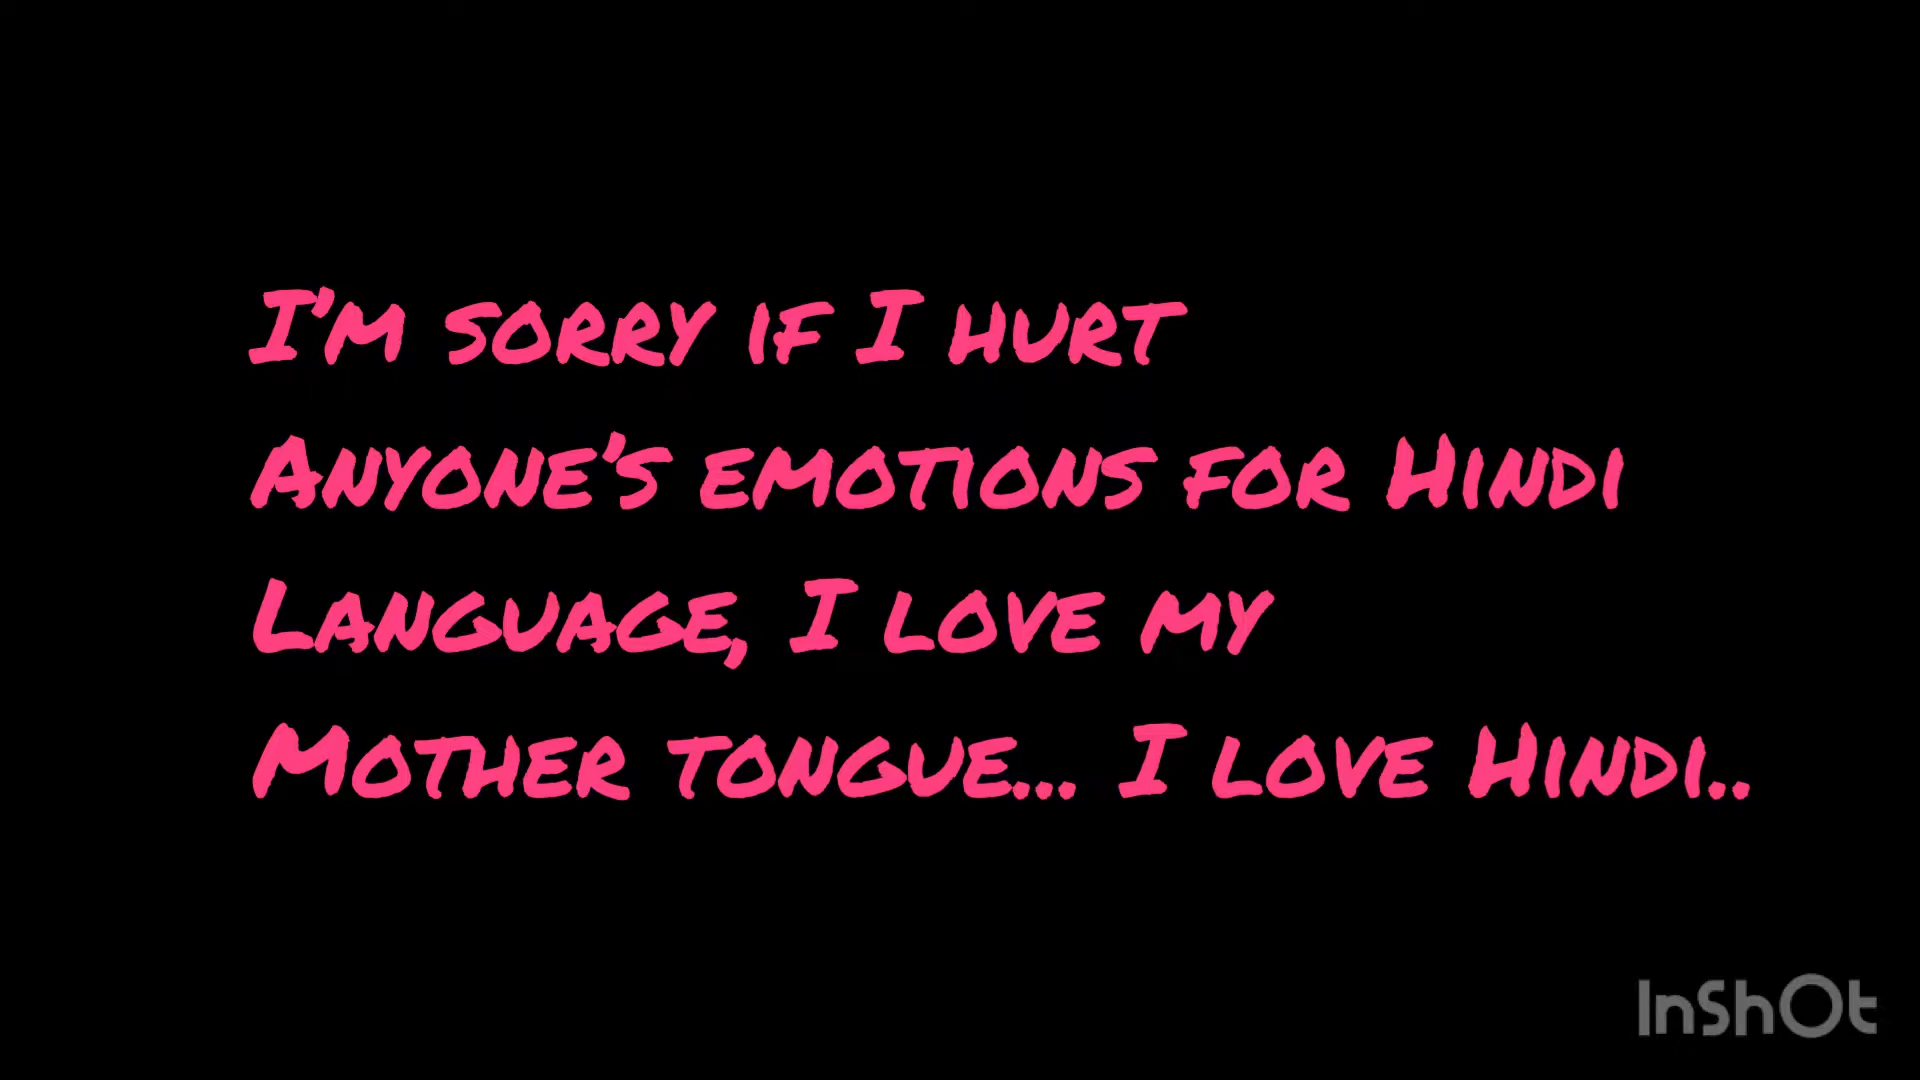 I'm sorry if I hurt
Anyone's emotions for Hindi
Language, I love my
Mother tongue... I love Hindi..
InShOt